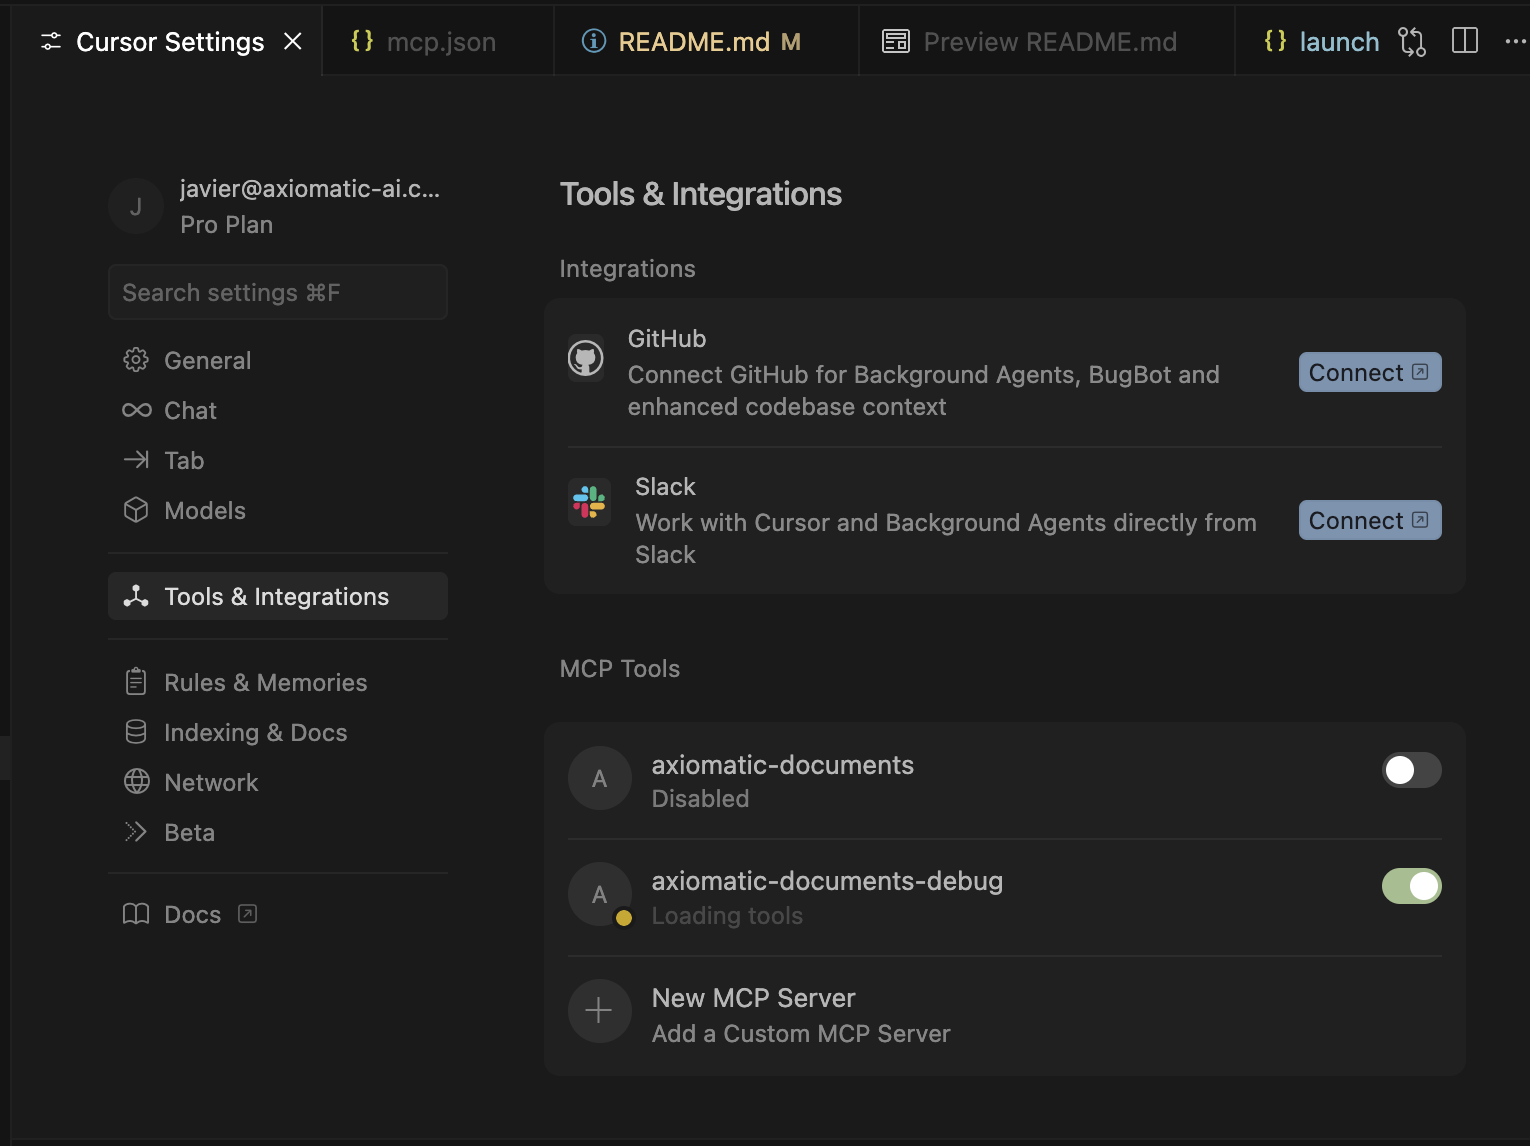 Cursor Settings
mcp.json
README.md M
Preview README.md
launch
J
javier@axiomatic-ai.c...
Pro Plan
Search settings ⌘F
General
Chat
Tab
Models
Tools & Integrations
Rules & Memories
Indexing & Docs
Network
Beta
Docs
Tools & Integrations
Integrations
GitHub
Connect GitHub for Background Agents, BugBot and
enhanced codebase context
Connect
Slack
Work with Cursor and Background Agents directly from
Slack
Connect
MCP Tools
A
axiomatic-documents
Disabled
A
axiomatic-documents-debug
Loading tools
New MCP Server
Add a Custom MCP Server